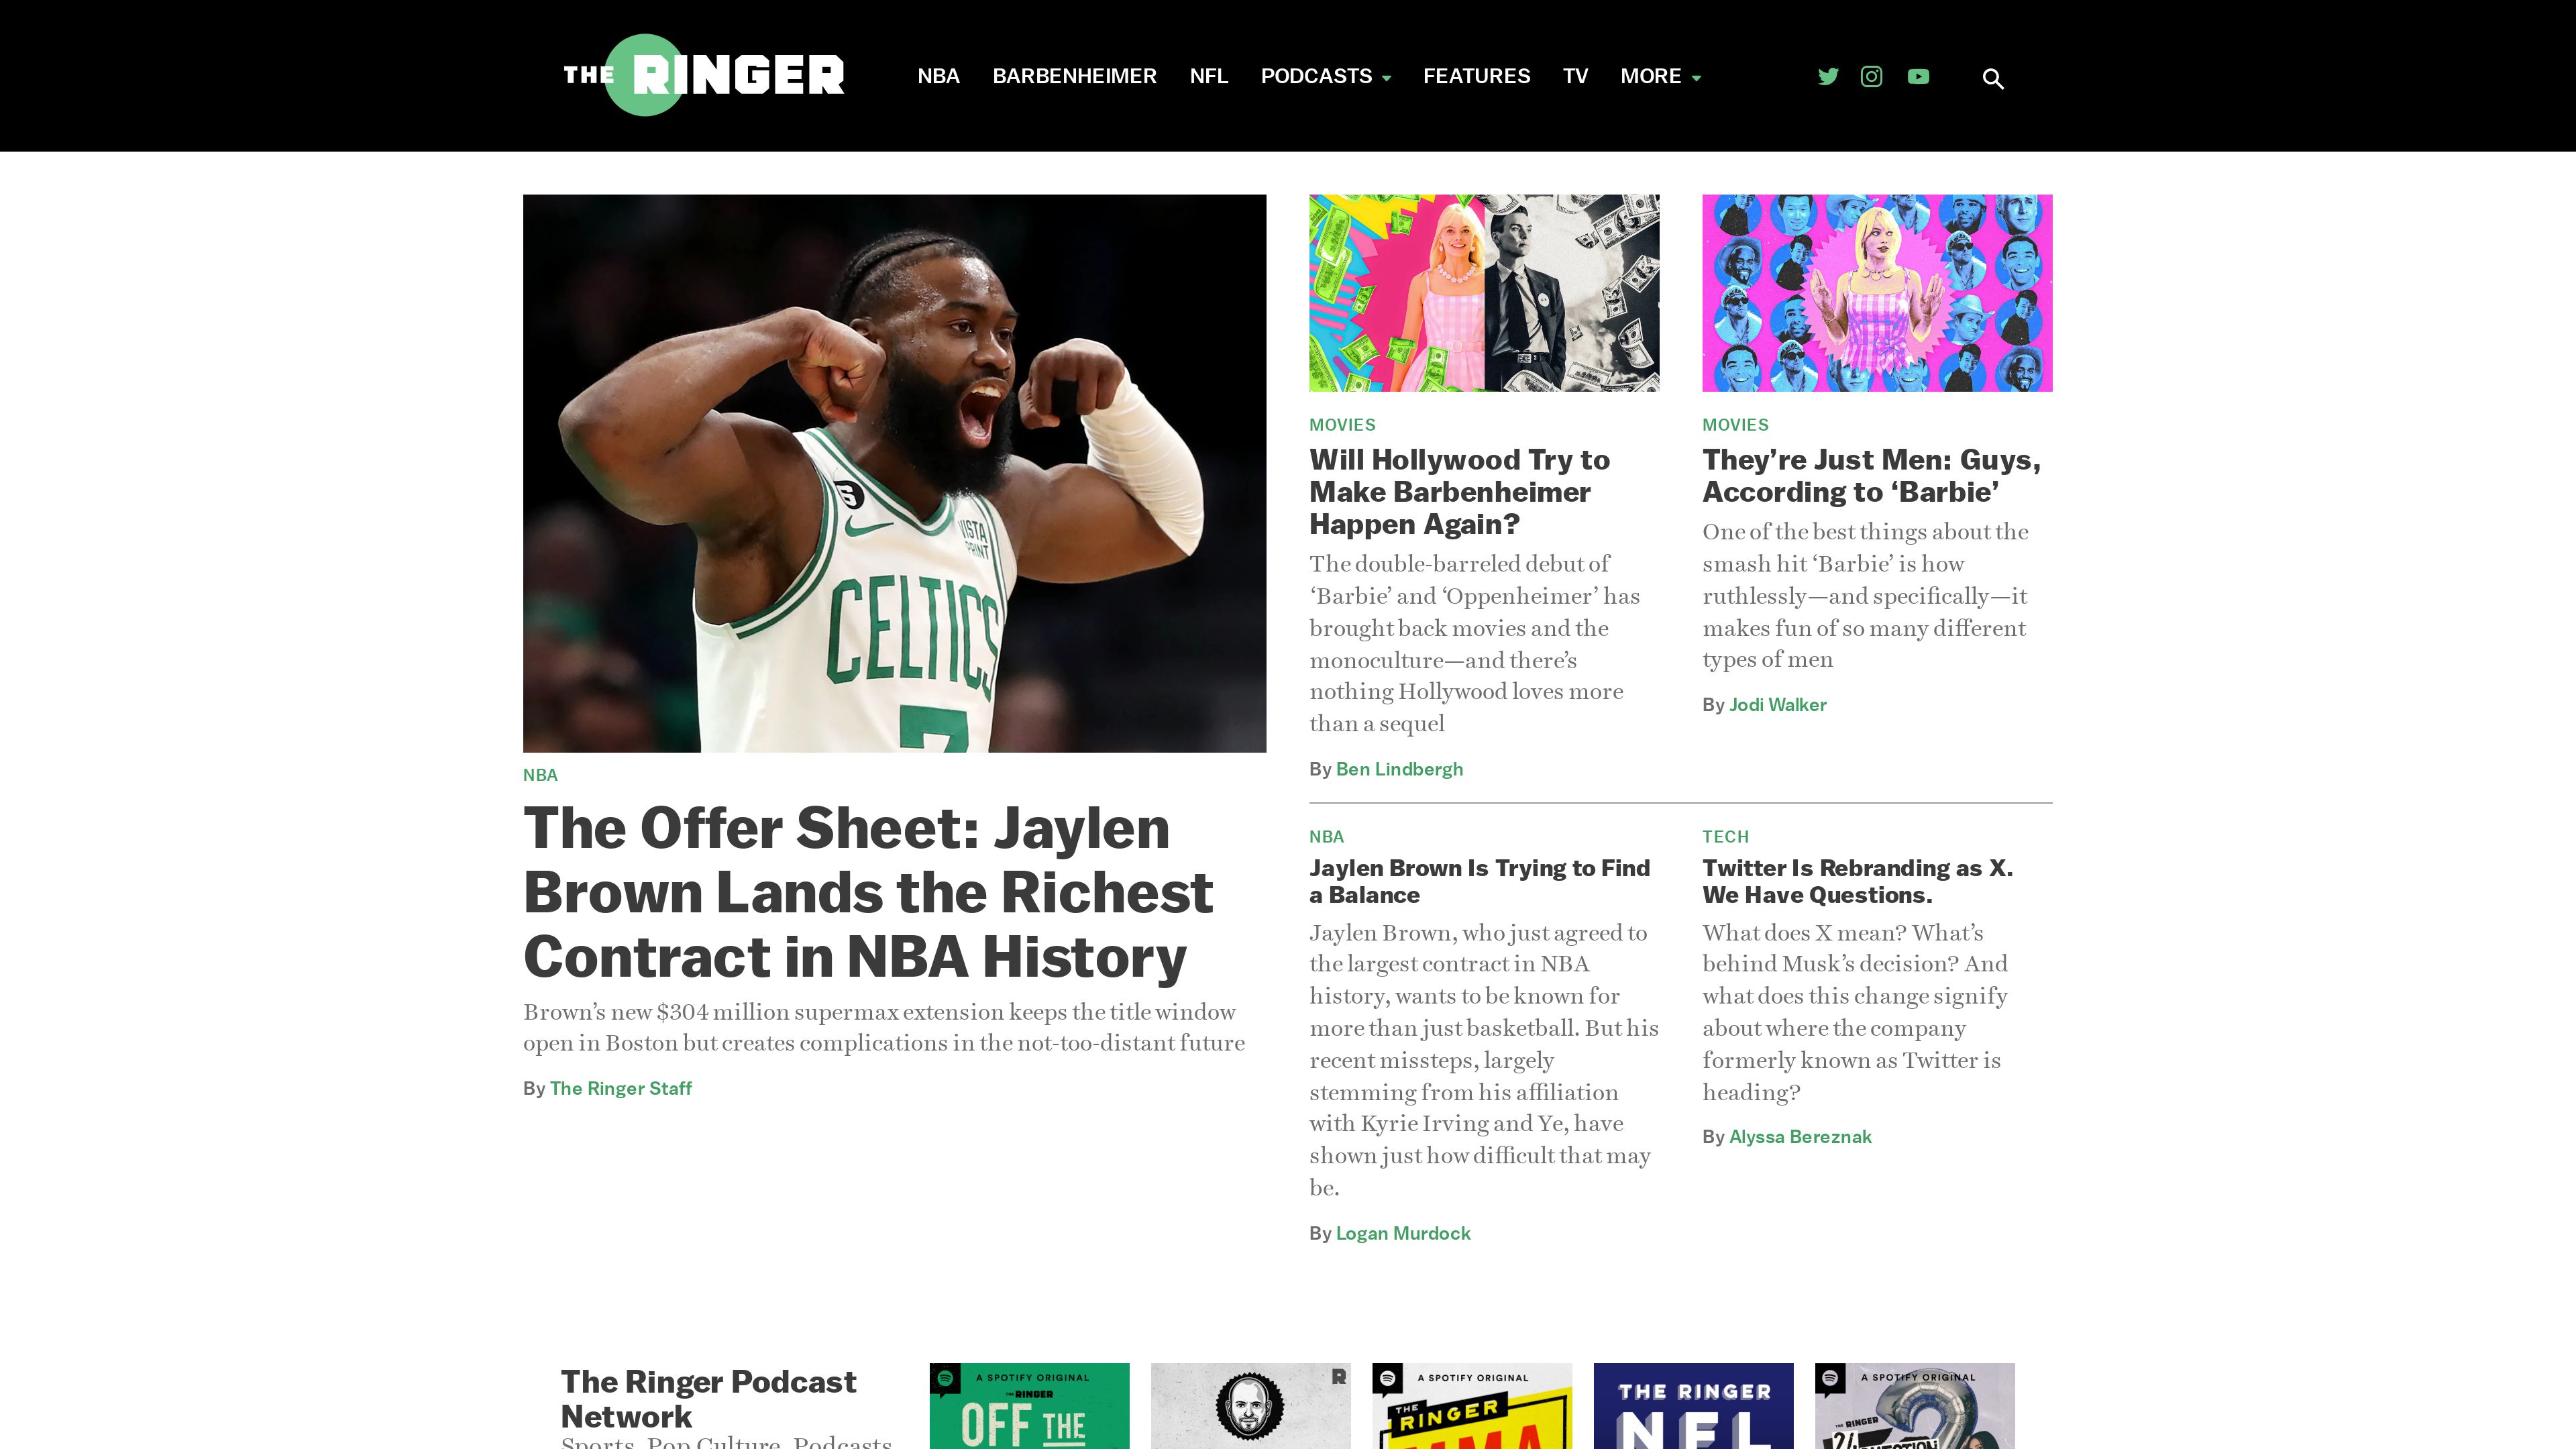 THE RINGER
NBA BARBENHEIMER NFL PODCASTS FEATURES TV MORE
6
VISTA
PRINT
CELTICS
7
NBA
The Offer Sheet: Jaylen
Brown Lands the Richest
Contract in NBA History
Brown’s new $304 million supermax extension keeps the title window
open in Boston but creates complications in the not-too-distant future
By The Ringer Staff
MOVIES
Will Hollywood Try to
Make Barbenheimer
Happen Again?
The double-barreled debut of
‘Barbie’ and ‘Oppenheimer’ has
brought back movies and the
monoculture—and there’s
nothing Hollywood loves more
than a sequel
By Ben Lindbergh
MOVIES
They’re Just Men: Guys,
According to ‘Barbie’
One of the best things about the
smash hit ‘Barbie’ is how
ruthlessly—and specifically—it
makes fun of so many different
types of men
By Jodi Walker
NBA
Jaylen Brown Is Trying to Find
a Balance
Jaylen Brown, who just agreed to
the largest contract in NBA
history, wants to be known for
more than just basketball. But his
recent missteps, largely
stemming from his affiliation
with Kyrie Irving and Ye, have
shown just how difficult that may
be.
By Logan Murdock
TECH
Twitter Is Rebranding as X.
We Have Questions.
What does X mean? What’s
behind Musk’s decision? And
what does this change signify
about where the company
formerly known as Twitter is
heading?
By Alyssa Bereznak
The Ringer Podcast
Network
Sports. Pop Culture. Podcasts
A SPOTIFY ORIGINAL
THE RINGER
OFF THE
R
A SPOTIFY ORIGINAL
THE RINGER
MMA
THE RINGER
NFL
A SPOTIFY ORIGINAL
THE RINGER
2
24 QUESTION